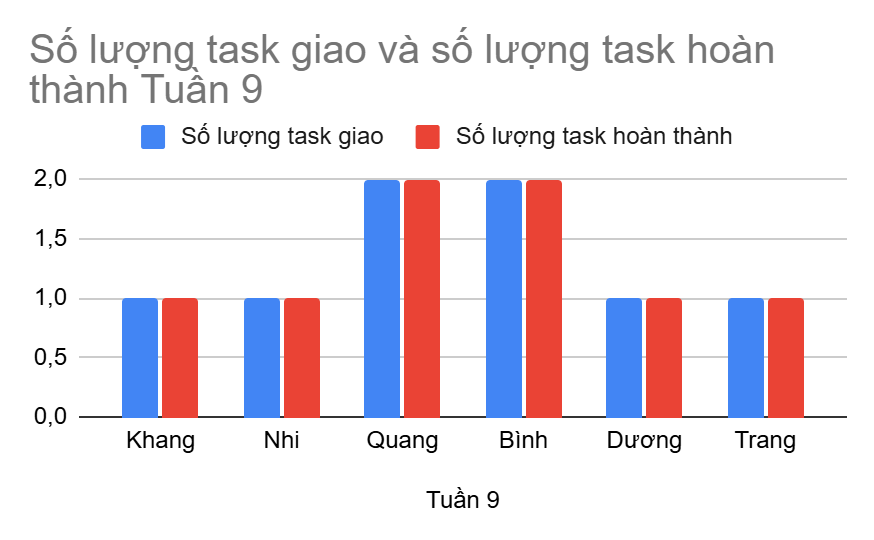 Số lượng task giao và số lượng task hoàn
thành Tuần 9
Số lượng task giao Số lượng task hoàn thành
2,0
1,5
1,0
0,5
0,0
Khang Nhi Quang Bình Dương Trang
Tuần 9